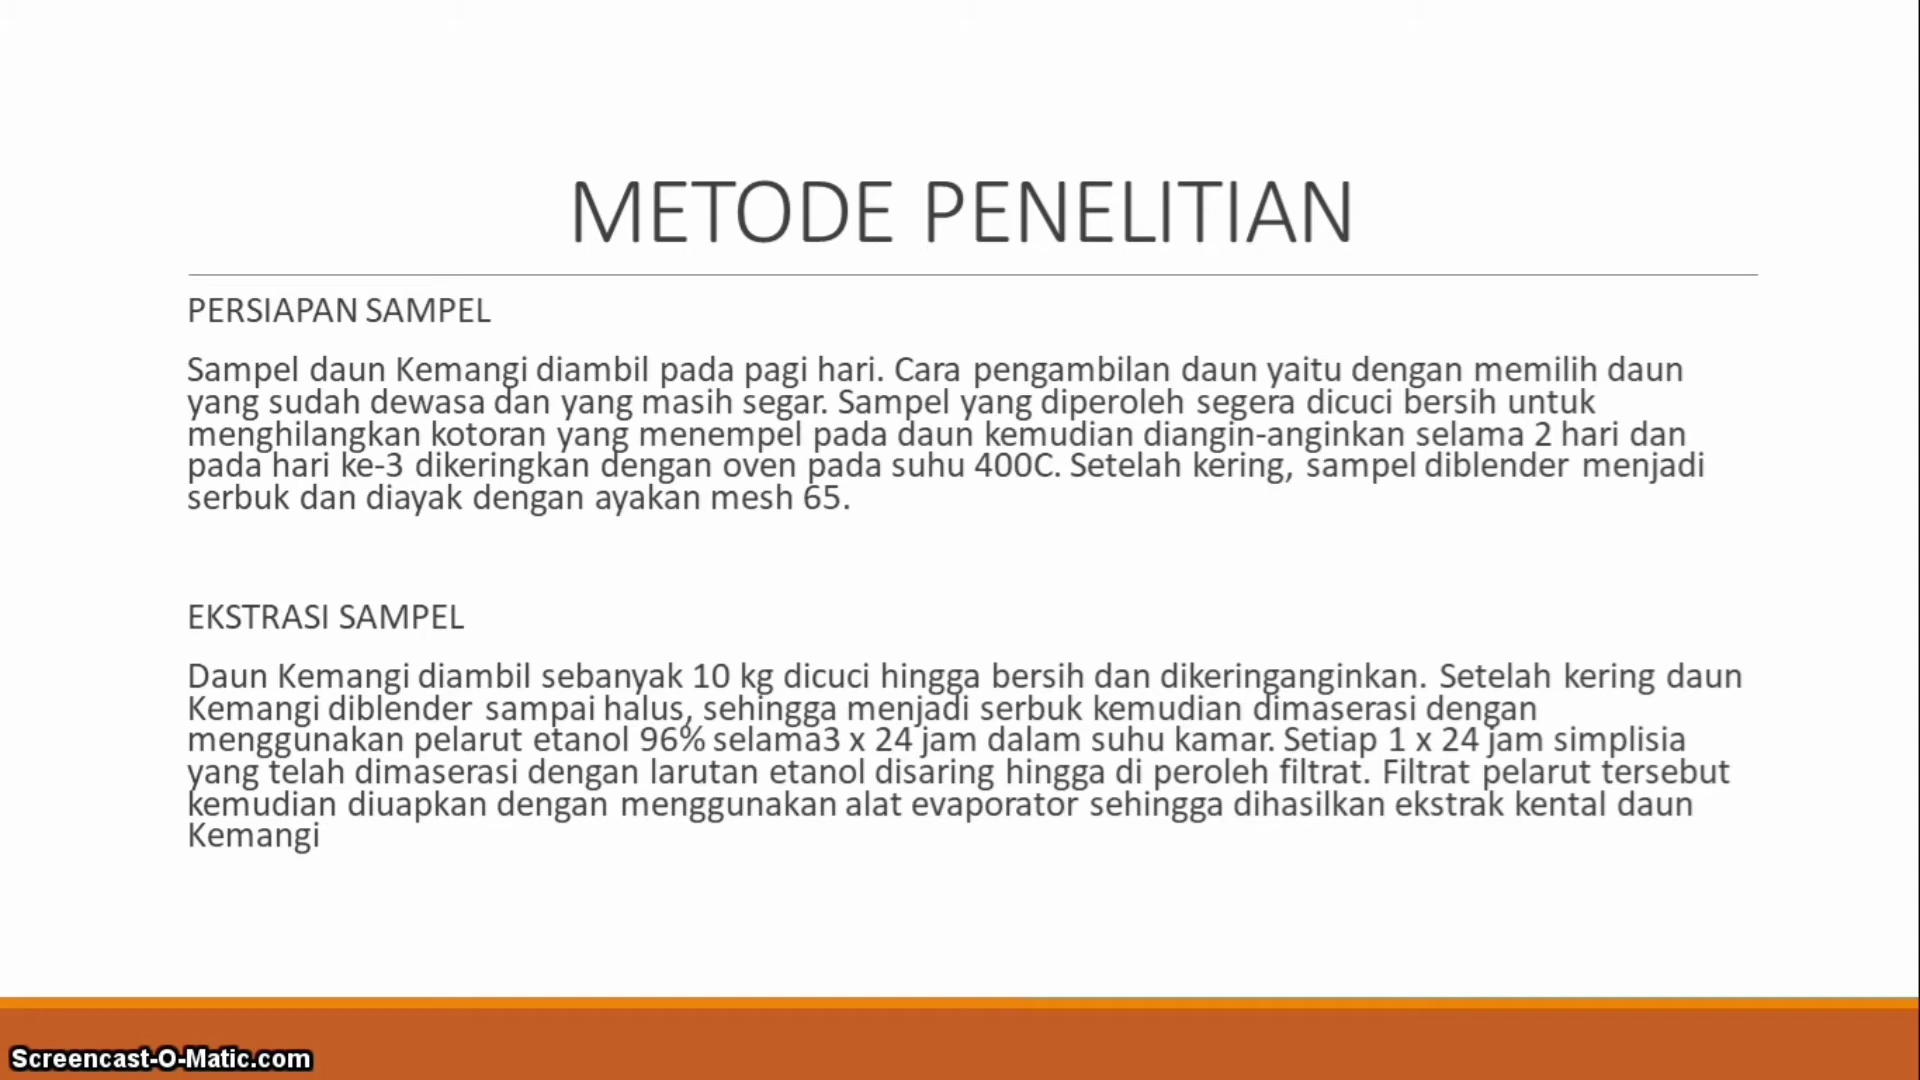 METODE PENELITIAN
PERSIAPAN SAMPEL
Sampel daun Kemangi diambil pada pagi hari. Cara pengambilan daun yaitu dengan memilih daun
yang sudah dewasa dan yang masih segar. Sampel yang diperoleh segera dicuci bersih untuk
menghilangkan kotoran yang menempel pada daun kemudian diangin-anginkan selama 2 hari dan
pada hari ke-3 dikeringkan dengan oven pada suhu 400C. Setelah kering, sampel diblender menjadi
serbuk dan diayak dengan ayakan mesh 65.
EKSTRASI SAMPEL
Daun Kemangi diambil sebanyak 10 kg dicuci hingga bersih dan dikeringanginkan. Setelah kering daun
Kemangi diblender sampai halus, sehingga menjadi serbuk kemudian dimaserasi dengan
menggunakan pelarut etanol 96% selama3 x 24 jam dalam suhu kamar. Setiap 1 x 24 jam simplisia
yang telah dimaserasi dengan larutan etanol disaring hingga di peroleh filtrat. Filtrat pelarut tersebut
kemudian diuapkan dengan menggunakan alat evaporator sehingga dihasilkan ekstrak kental daun
Kemangi
Screencast-O-Matic.com